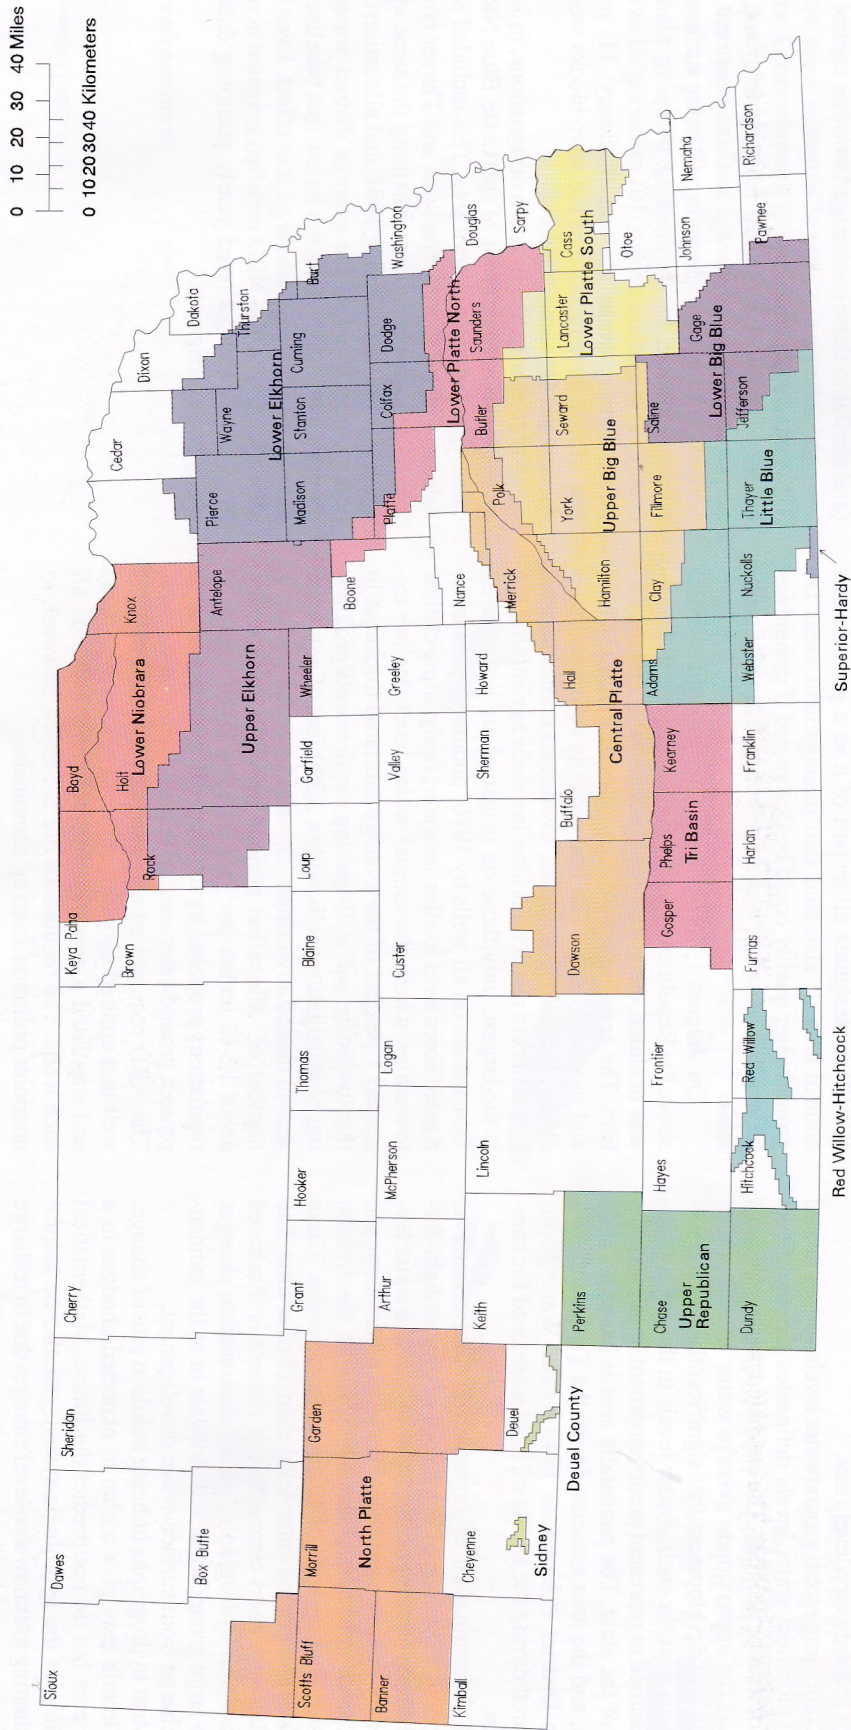 0 10 20 30 40 Miles
0 10 20 30 40 Kilometers
Sioux
Dawes
Sheridan
Cherry
Keya Paha
Boyd
Brown
Rock
Holt
Lower Niobrara
Knox
Cedar
Dixon
Dakota
Box Butte
Upper Elkhorn
Antelope
Pierce
Wayne
Thurston
Lower Elkhorn
Scotts Bluff
Morrill
Garden
Grant
Hooker
Thomas
Blaine
Loup
Garfield
Wheeler
Madison
Stanton
Cuming
Burt
North Platte
Banner
Arthur
McPherson
Logan
Custer
Valley
Greeley
Boone
Platte
Colfax
Dodge
Washington
Lower Platte North
Kimball
Cheyenne
Sidney
Deuel
Deuel County
Keith
Lincoln
Sherman
Howard
Nance
Merrick
Polk
Butler
Saunders
Douglas
Sarpy
Perkins
Dawson
Buffalo
Central Platte
Hall
Hamilton
York
Seward
Upper Big Blue
Lancaster
Cass
Lower Platte South
Otoe
Chase
Upper
Republican
Hayes
Frontier
Gosper
Phelps
Tri Basin
Kearney
Adams
Clay
Fillmore
Saline
Gage
Lower Big Blue
Johnson
Nemaha
Dundy
Hitchcock
Red Willow
Furnas
Harlan
Franklin
Webster
Nuckolls
Thayer
Little Blue
Jefferson
Pawnee
Richardson
Red Willow-Hitchcock
Superior-Hardy